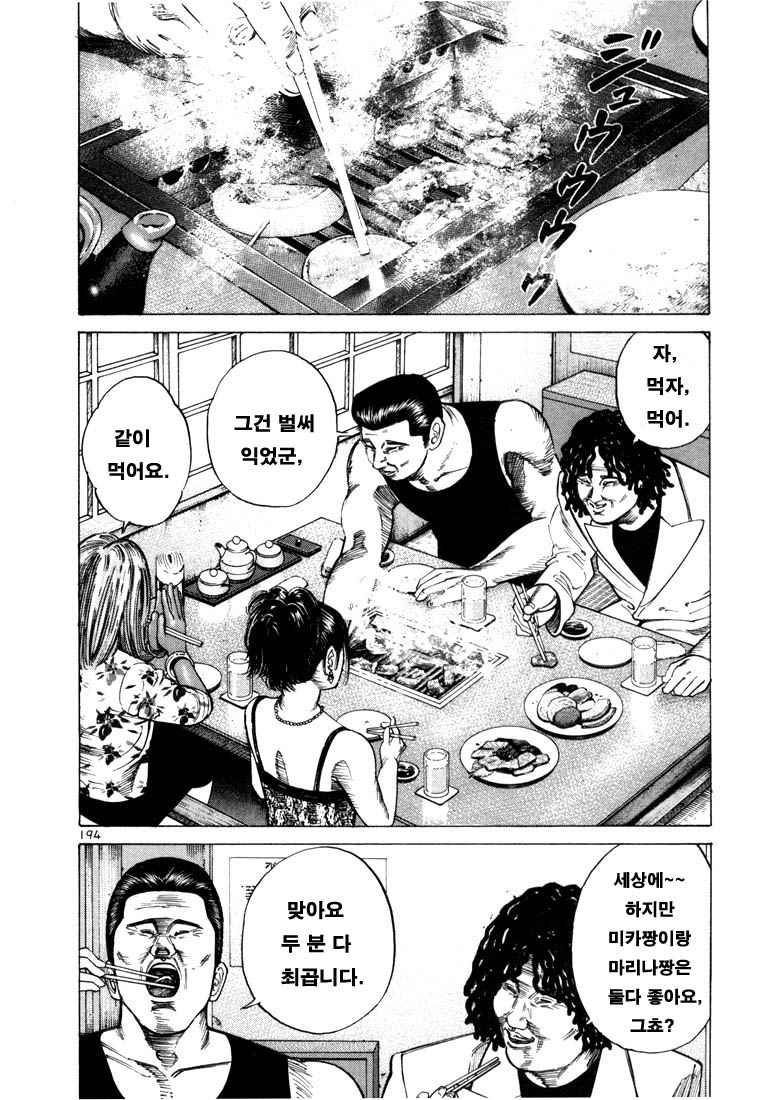 ジュウウウウゥ
자,
먹자,
먹어.
그건 벌써
익었군,
같이
먹어요.
194
세상에~~
하지만
미카짱이랑
마리나짱은
둘다 좋아요,
그쵸?
맞아요
두 분 다
최곱니다.